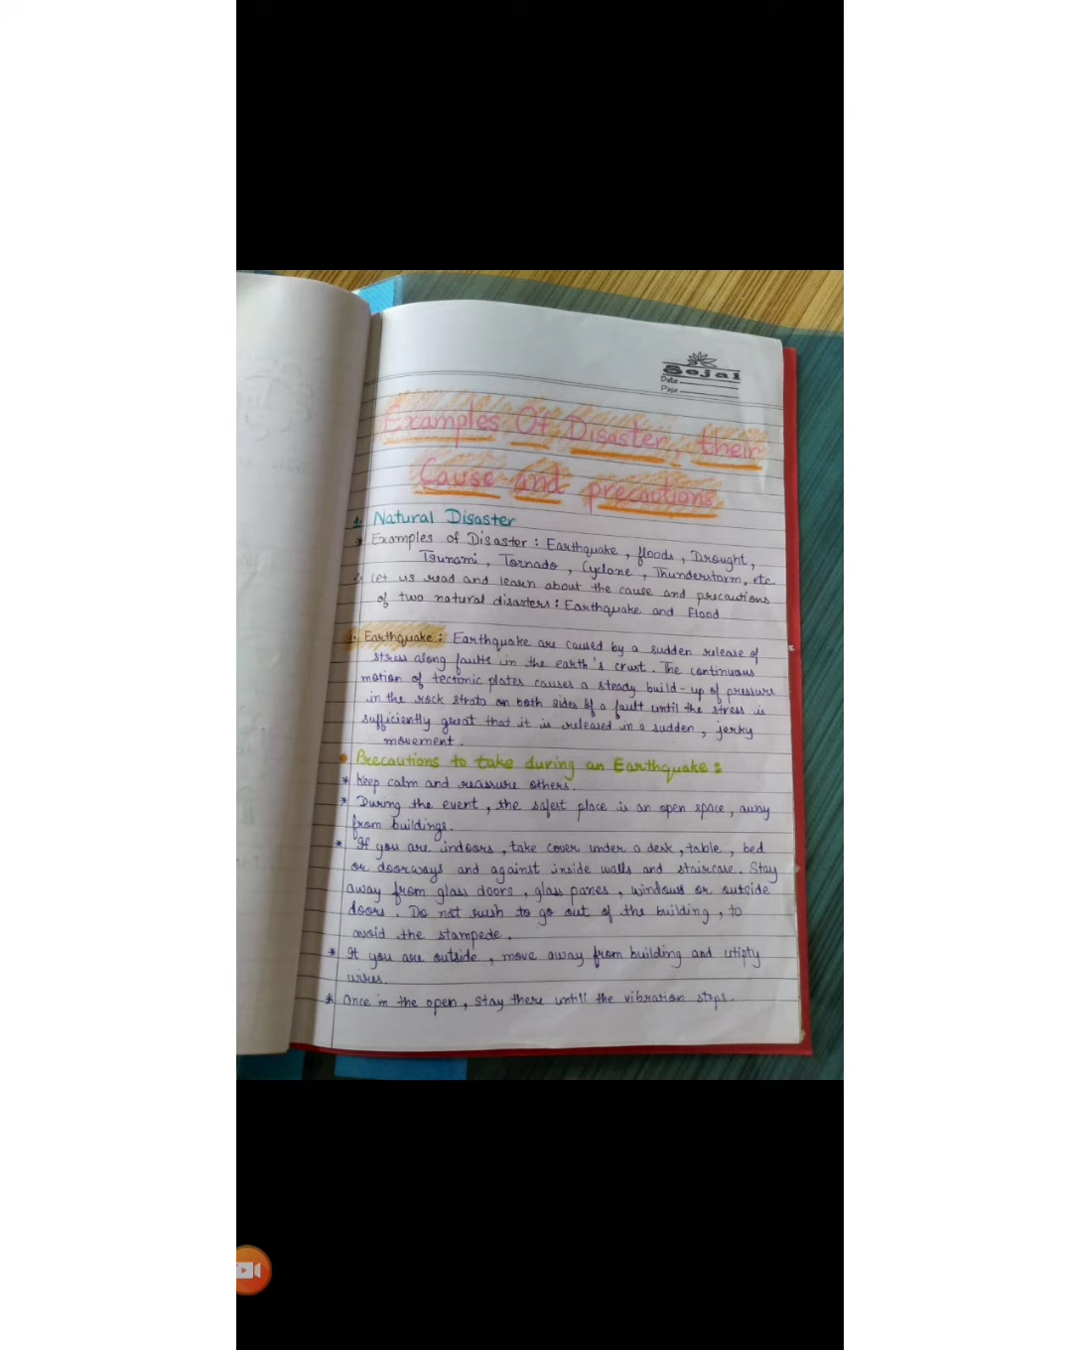 Sejal
Date
Page
Examples Of Disaster, their
Cause and precautions
1. Natural Disaster
* Examples of Disaster : Earthquake, floods, Drought,
Tsunami, Tornado, Cyclone, Thunderstorm, etc.
Let us read and learn about the cause and precautions
of two natural disasters : Earthquake and Flood
1. Earthquake : Earthquake are caused by a sudden release of
stress along faults in the earth's crust. The continuous
motion of tectonic plates causes a steady build-up of pressure
in the rock strata on both sides of a fault until the stress is
sufficiently great that it is released in a sudden, jerky
movement.
Precautions to take during an Earthquake :
* Keep calm and reassure others.
* During the event, the safest place is an open space, away
from buildings.
* If you are indoors, take cover under a desk, table, bed
or doorways and against inside walls and staircase. Stay
away from glass doors, glass panes, windows or outside
doors. Do not rush to go out of the building, to
avoid the stampede.
* If you are outside, move away from building and utipty
wires.
* Once in the open, stay there untill the vibration stops.